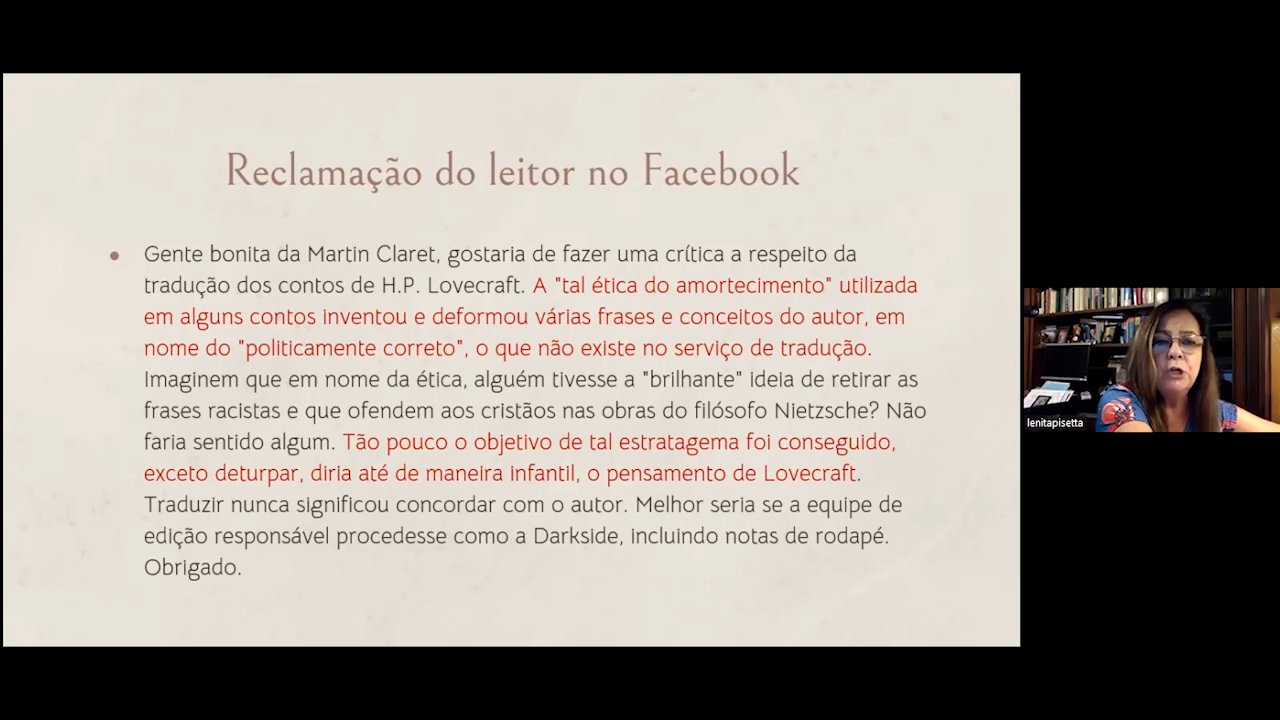 Reclamação do leitor no Facebook
• Gente bonita da Martin Claret, gostaria de fazer uma crítica a respeito da
tradução dos contos de H.P. Lovecraft. A "tal ética do amortecimento" utilizada
em alguns contos inventou e deformou várias frases e conceitos do autor, em
nome do "politicamente correto", o que não existe no serviço de tradução.
Imaginem que em nome da ética, alguém tivesse a "brilhante" ideia de retirar as
frases racistas e que ofendem aos cristãos nas obras do filósofo Nietzsche? Não
faria sentido algum. Tão pouco o objetivo de tal estratagema foi conseguido,
exceto deturpar, diria até de maneira infantil, o pensamento de Lovecraft.
Traduzir nunca significou concordar com o autor. Melhor seria se a equipe de
edição responsável procedesse como a Darkside, incluindo notas de rodapé.
Obrigado.
lenitapisetta